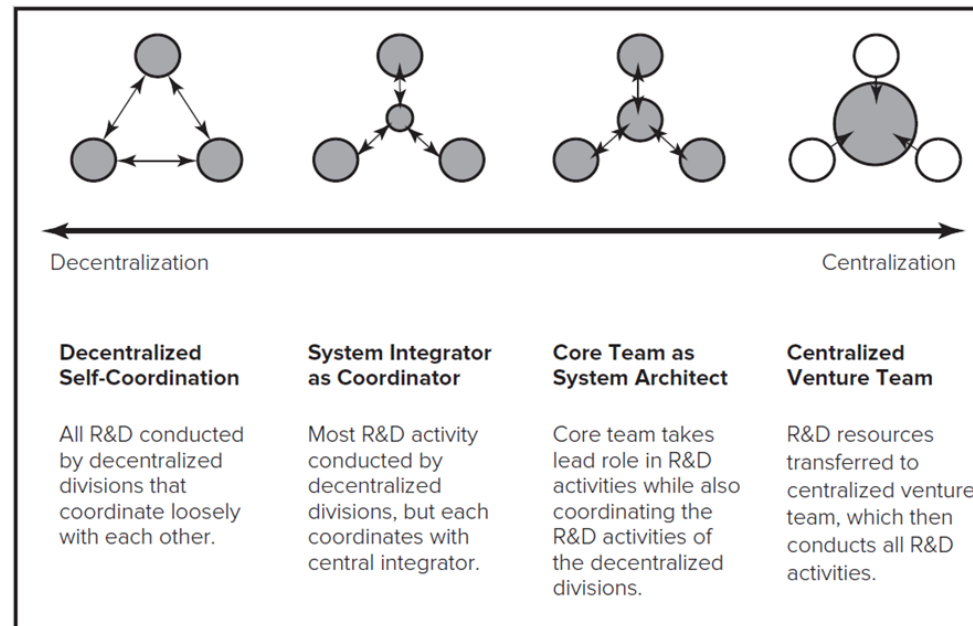 Decentralization
Centralization
Decentralized
Self-Coordination
All R&D conducted
by decentralized
divisions that
coordinate loosely
with each other.
System Integrator
as Coordinator
Most R&D activity
conducted by
decentralized
divisions, but each
coordinates with
central integrator.
Core Team as
System Architect
Core team takes
lead role in R&D
activities while also
coordinating the
R&D activities of
the decentralized
divisions.
Centralized
Venture Team
R&D resources
transferred to
centralized venture
team, which then
conducts all R&D
activities.